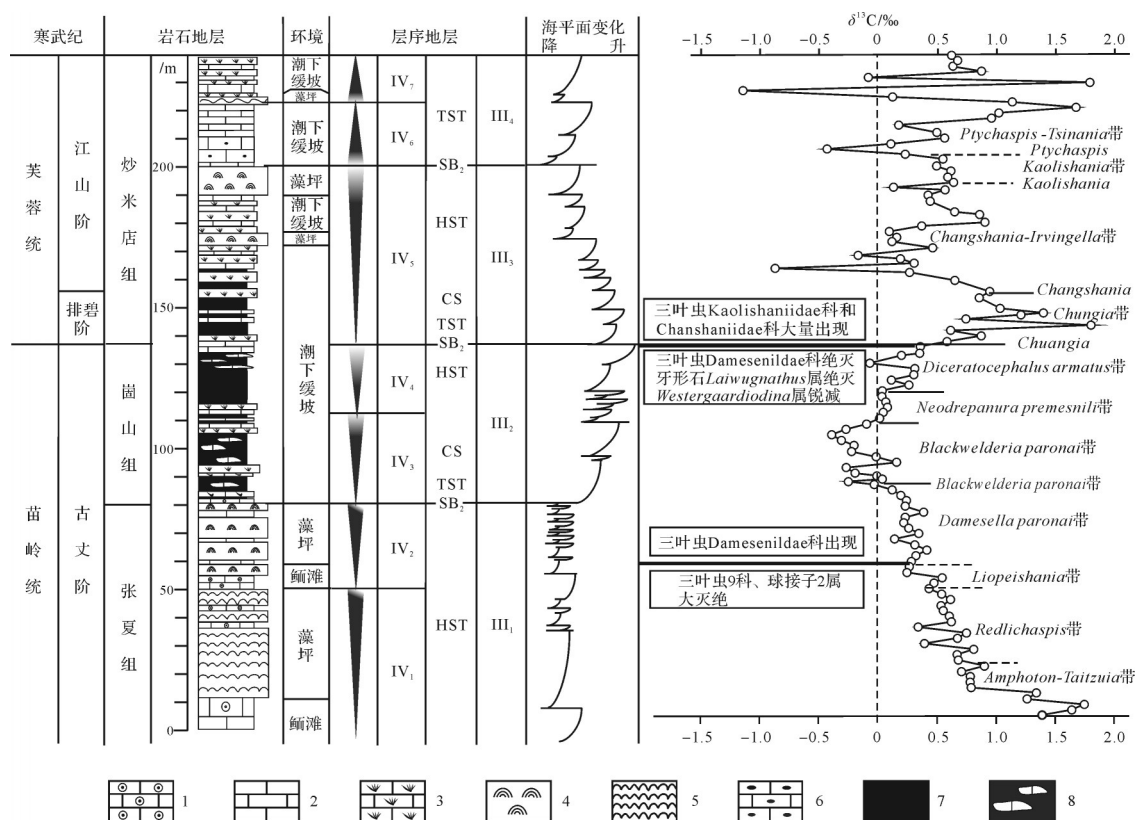 寒武纪
岩石地层
环境
层序地层
海平面变化
降 升
δ¹³C/‰
−1.5 −1.0 −0.5 0 0.5 1.0 1.5 2.0
/m
200
150
100
50
0
芙蓉统
苗岭统
江山阶
排碧阶
古丈阶
炒米店组
崮山组
张夏组
潮下缓坡
藻坪
潮下缓坡
藻坪
潮下缓坡
藻坪
潮下缓坡
藻坪
鲕滩
藻坪
鲕滩
IV₇
IV₆
IV₅
IV₄
IV₃
IV₂
IV₁
TST
SB₂
HST
CS
TST
SB₂
HST
CS
TST
SB₂
HST
III₄
III₃
III₂
III₁
三叶虫Kaolishaniidae科和
Chanshaniidae科大量出现
三叶虫Damesenildae科绝灭
牙形石Laiwugnathus属绝灭
Westergaardiodina属锐减
三叶虫Damesenildae科出现
三叶虫9科、球接子2属
大灭绝
Ptychaspis -Tsinania带
Ptychaspis
Kaolishania带
Kaolishania
Changshania-Irvingella带
Changshania
Chungia带
Chuangia
Diceratocephalus armatus带
Neodrepanura premesnili带
Blackwelderia paronai带
Blackwelderia paronai带
Damesella paronai带
Liopeishania带
Redlichaspis带
Amphoton-Taitzuia带
−1.5 −1.0 −0.5 0 0.5 1.0 1.5 2.0
1 2 3 4 5 6 7 8